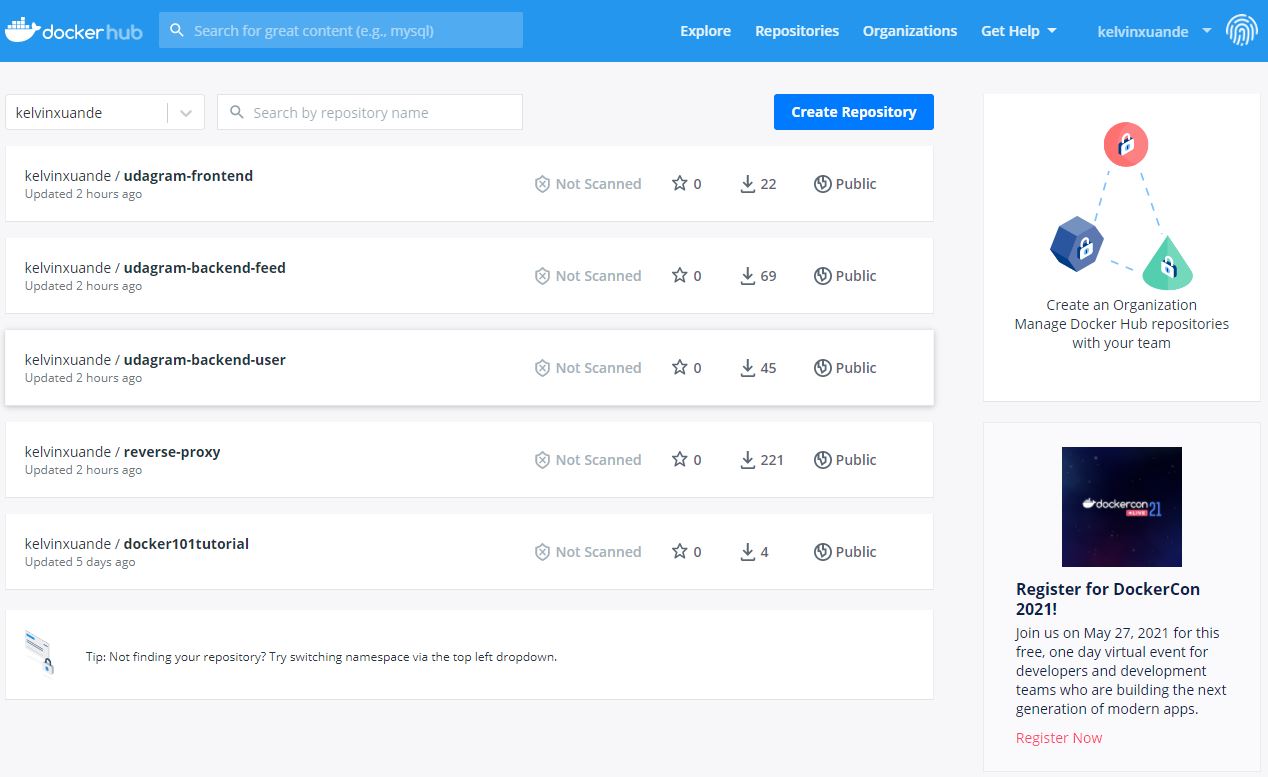 docker hub
Search for great content (e.g., mysql)
Explore
Repositories
Organizations
Get Help
kelvinxuande
kelvinxuande
Search by repository name
Create Repository
kelvinxuande / udagram-frontend
Updated 2 hours ago
Not Scanned
0
22
Public
kelvinxuande / udagram-backend-feed
Updated 2 hours ago
Not Scanned
0
69
Public
kelvinxuande / udagram-backend-user
Updated 2 hours ago
Not Scanned
0
45
Public
kelvinxuande / reverse-proxy
Updated 2 hours ago
Not Scanned
0
221
Public
kelvinxuande / docker101tutorial
Updated 5 days ago
Not Scanned
0
4
Public
Tip: Not finding your repository? Try switching namespace via the top left dropdown.
Create an Organization
Manage Docker Hub repositories
with your team
dockercon
LIVE 21
Register for DockerCon
2021!
Join us on May 27, 2021 for this
free, one day virtual event for
developers and development
teams who are building the next
generation of modern apps.
Register Now